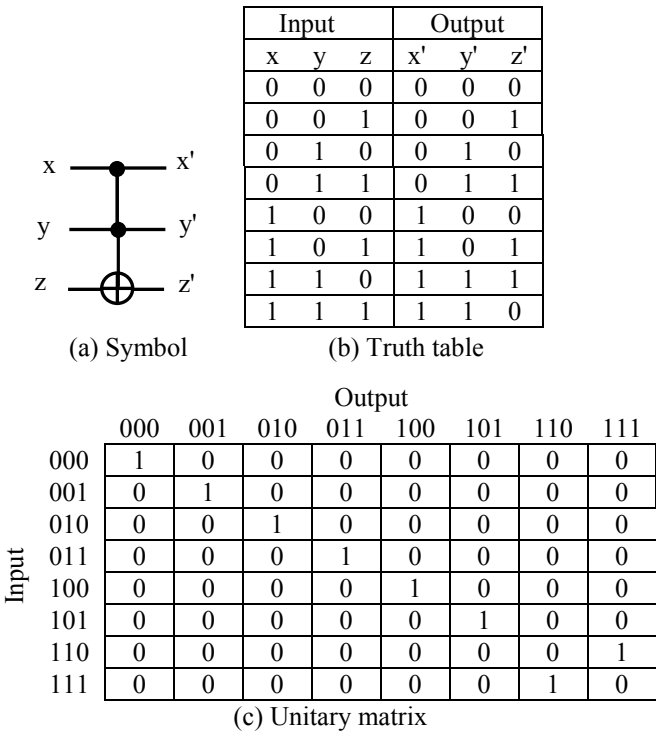 Input Output
x y z x' y' z'
0 0 0 0 0 0
0 0 1 0 0 1
0 1 0 0 1 0
0 1 1 0 1 1
1 0 0 1 0 0
1 0 1 1 0 1
1 1 0 1 1 1
1 1 1 1 1 0
x x'
y y'
z z'
(a) Symbol (b) Truth table
Output
000 001 010 011 100 101 110 111
000 1 0 0 0 0 0 0 0
001 0 1 0 0 0 0 0 0
010 0 0 1 0 0 0 0 0
011 0 0 0 1 0 0 0 0
100 0 0 0 0 1 0 0 0
101 0 0 0 0 0 1 0 0
110 0 0 0 0 0 0 0 1
111 0 0 0 0 0 0 1 0
Input
(c) Unitary matrix